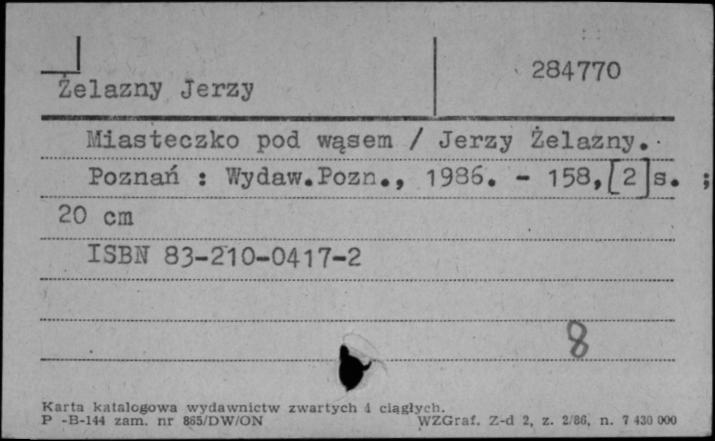 Żelazny Jerzy
284770
Miasteczko pod wąsem / Jerzy Żelazny.
Poznań : Wydaw.Pozn., 1986. - 158,[2]s. ;
20 cm
ISBN 83-210-0417-2
8
Karta katalogowa wydawnictw zwartych i ciągłych.
P -B-144 zam. nr 865/DW/ON
WZGraf. Z-d 2, z. 2/86, n. 7 430 000